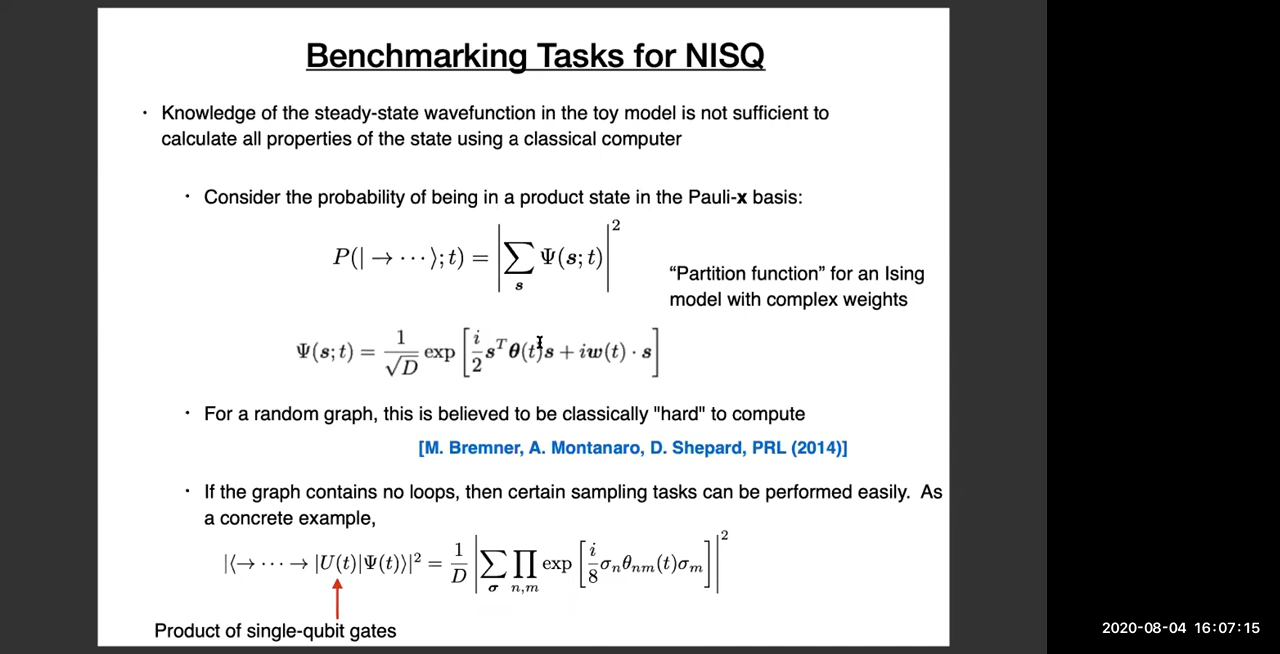 Benchmarking Tasks for NISQ
· Knowledge of the steady-state wavefunction in the toy model is not sufficient to
calculate all properties of the state using a classical computer
· Consider the probability of being in a product state in the Pauli-x basis:
P(| → ⋯ ⟩; t) = |∑_s Ψ(s; t)|²
"Partition function" for an Ising
model with complex weights
Ψ(s; t) = 1/√D exp[i/2 s^T θ(t)s + iw(t) · s]
· For a random graph, this is believed to be classically "hard" to compute
[M. Bremner, A. Montanaro, D. Shepard, PRL (2014)]
· If the graph contains no loops, then certain sampling tasks can be performed easily. As
a concrete example,
|⟨→ ⋯ → |U(t)|Ψ(t)⟩|² = 1/D |∑_σ ∏_{n,m} exp[i/8 σ_n θ_{nm}(t)σ_m]|²
Product of single-qubit gates
2020-08-04 16:07:15